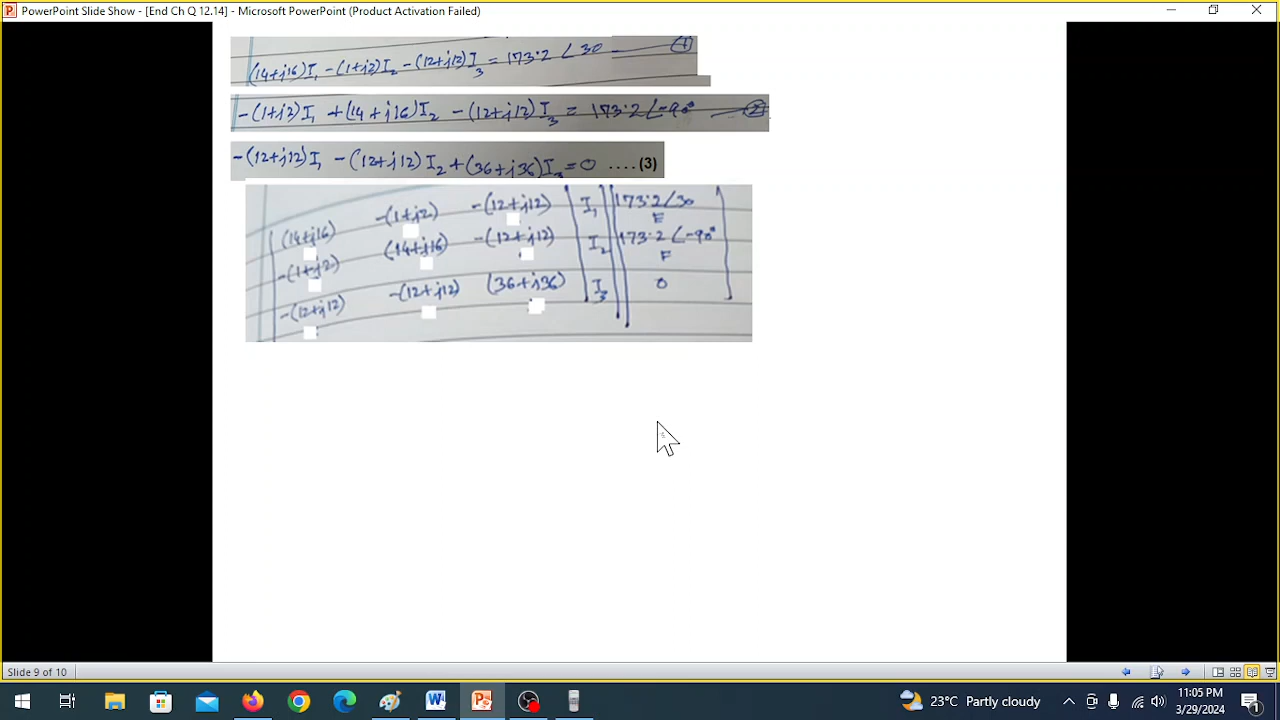 PowerPoint Slide Show - [End Ch Q 12.14] - Microsoft PowerPoint (Product Activation Failed)
(14+j16)I₁ -(1+j2)I₂ -(12+j12)I₃ = 173.2 ∠30 — (1)
-(1+j2)I₁ +(14+j16)I₂ -(12+j12)I₃ = 173.2∠-90° — (2)
-(12+j12)I₁ -(12+j12)I₂ +(36+j36)I₃=0 ....(3)
(14+j16) -(1+j2) -(12+j12) I₁ 173.2∠30
-(1+j2) (14+j16) -(12+j12) I₂ 173.2∠-90°
-(12+j12) -(12+j12) (36+j36) I₃ 0
Slide 9 of 10
23°C Partly cloudy
11:05 PM
3/29/2024